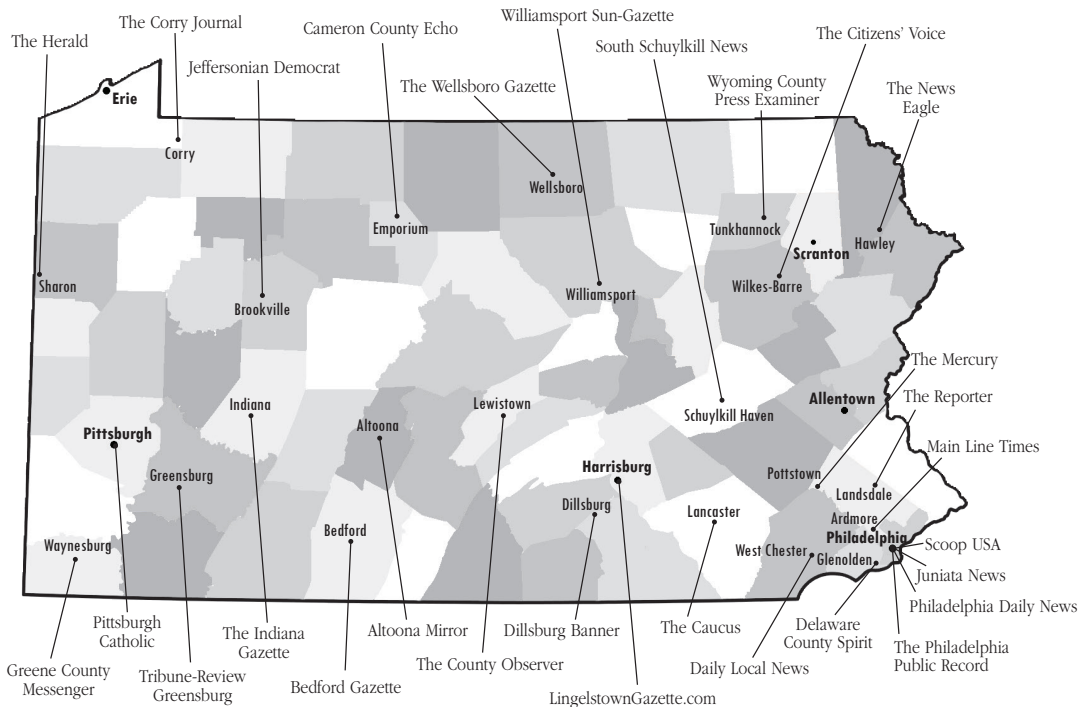 Williamsport Sun-Gazette
The Corry Journal
Cameron County Echo
The Citizens' Voice
The Herald
South Schuylkill News
Jeffersonian Democrat
The Wellsboro Gazette
Wyoming County
Press Examiner
The News
Eagle
Erie
Corry
Wellsboro
Emporium
Tunkhannock
Hawley
Scranton
Sharon
Wilkes-Barre
Williamsport
Brookville
The Mercury
Allentown
The Reporter
Indiana
Lewistown
Schuylkill Haven
Altoona
Pittsburgh
Main Line Times
Harrisburg
Greensburg
Pottstown
Landsdale
Dillsburg
Lancaster
Ardmore
Bedford
Philadelphia
Waynesburg
West Chester
Glenolden
Scoop USA
Juniata News
Philadelphia Daily News
Pittsburgh
Catholic
The Indiana
Gazette
Altoona Mirror
Dillsburg Banner
The Caucus
Delaware
County Spirit
The Philadelphia
Public Record
Greene County
Messenger
Tribune-Review
Greensburg
Bedford Gazette
The County Observer
Daily Local News
LingelstownGazette.com